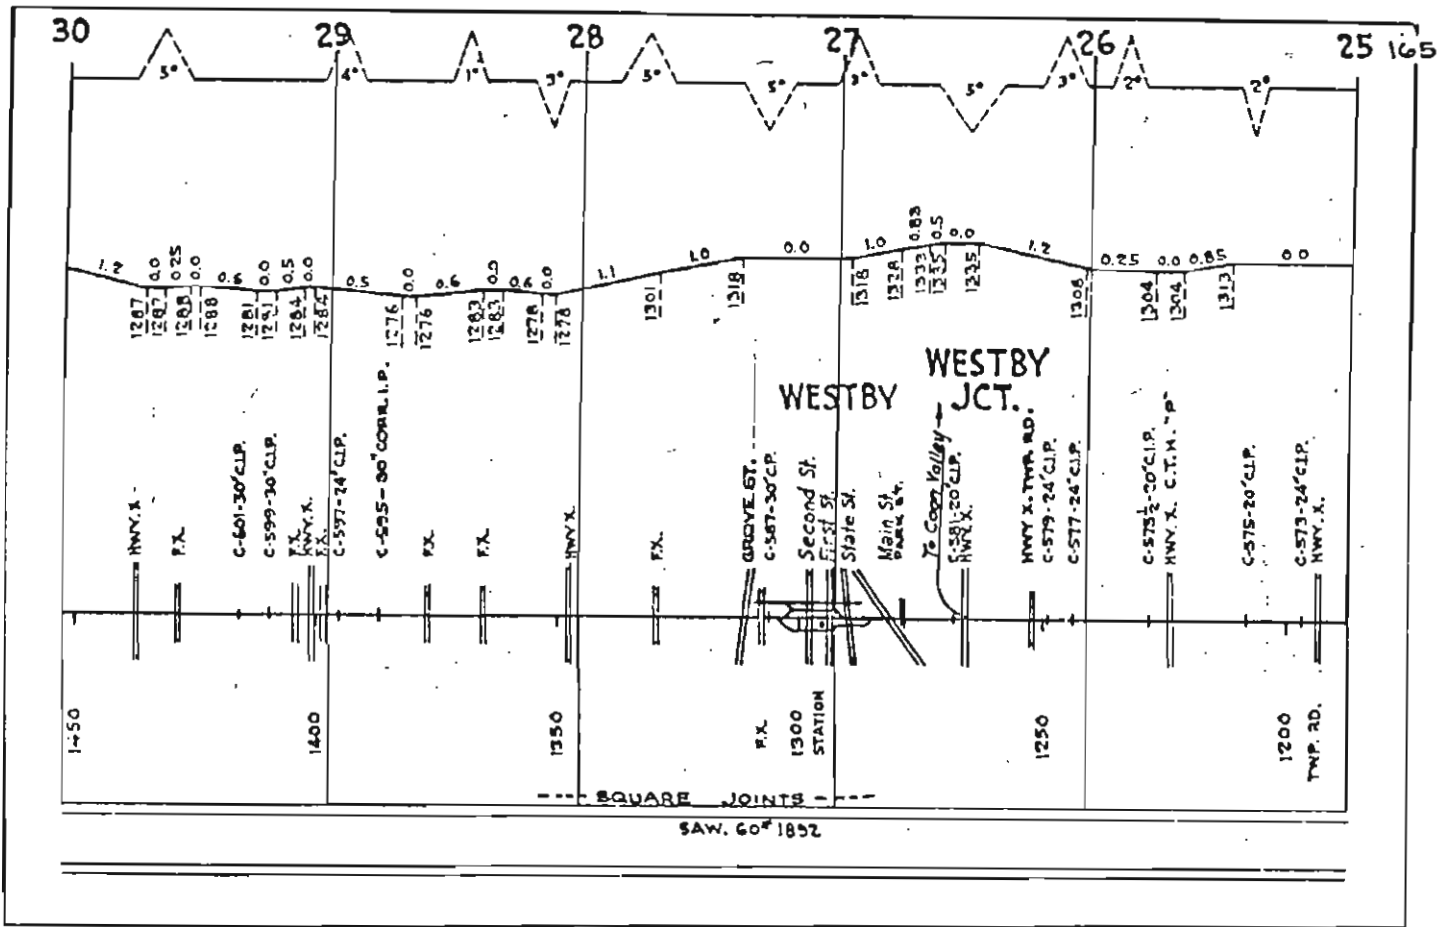 30 29 28 27 26 25 165
5° 4° 1° 3° 5° 5° 3° 5° 3° 2° 2°
1.2 0.0 0.25 0.0 0.6 0.0 0.5 0.0 0.5 0.0 0.6 0.0 0.6 0.0 1.1 1.0 0.0 1.0 0.88 0.5 0.0 1.2 0.25 0.0 0.85 0.0
1287 1287 1288 1288 1281 1281 1284 1284 1276 1276 1283 1283 1278 1278 1301 1318 1318 1328 1333 1335 1335 1308 1304 1304 1313
WESTBY
WESTBY
JCT.
HWY.X.
F.X.
C-601-30"C.I.P.
C-599-30"C.I.P.
F.X.
HWY.X.
F.X.
C-597-24"C.I.P.
C-595-30"CORR.I.P.
F.X.
F.X.
HWY.X.
F.X.
GROVE ST.
C-587-30"C.P.
Second St.
First St.
State St.
Main St.
PARK ST.
To Coon Valley
C-581-20"C.I.P.
HWY.X.
HWY X. TWP. RD.
C-579-24"C.I.P.
C-577-24"C.I.P.
C-575½-20"C.I.P.
HWY.X. C.T.H. "P"
C-575-20"C.I.P.
C-573-24"C.I.P.
HWY.X.
1450
1400
1350
F.X.
1300
STATION
1250
1200
TWP. RD.
SQUARE JOINTS
SAW. 60# 1892